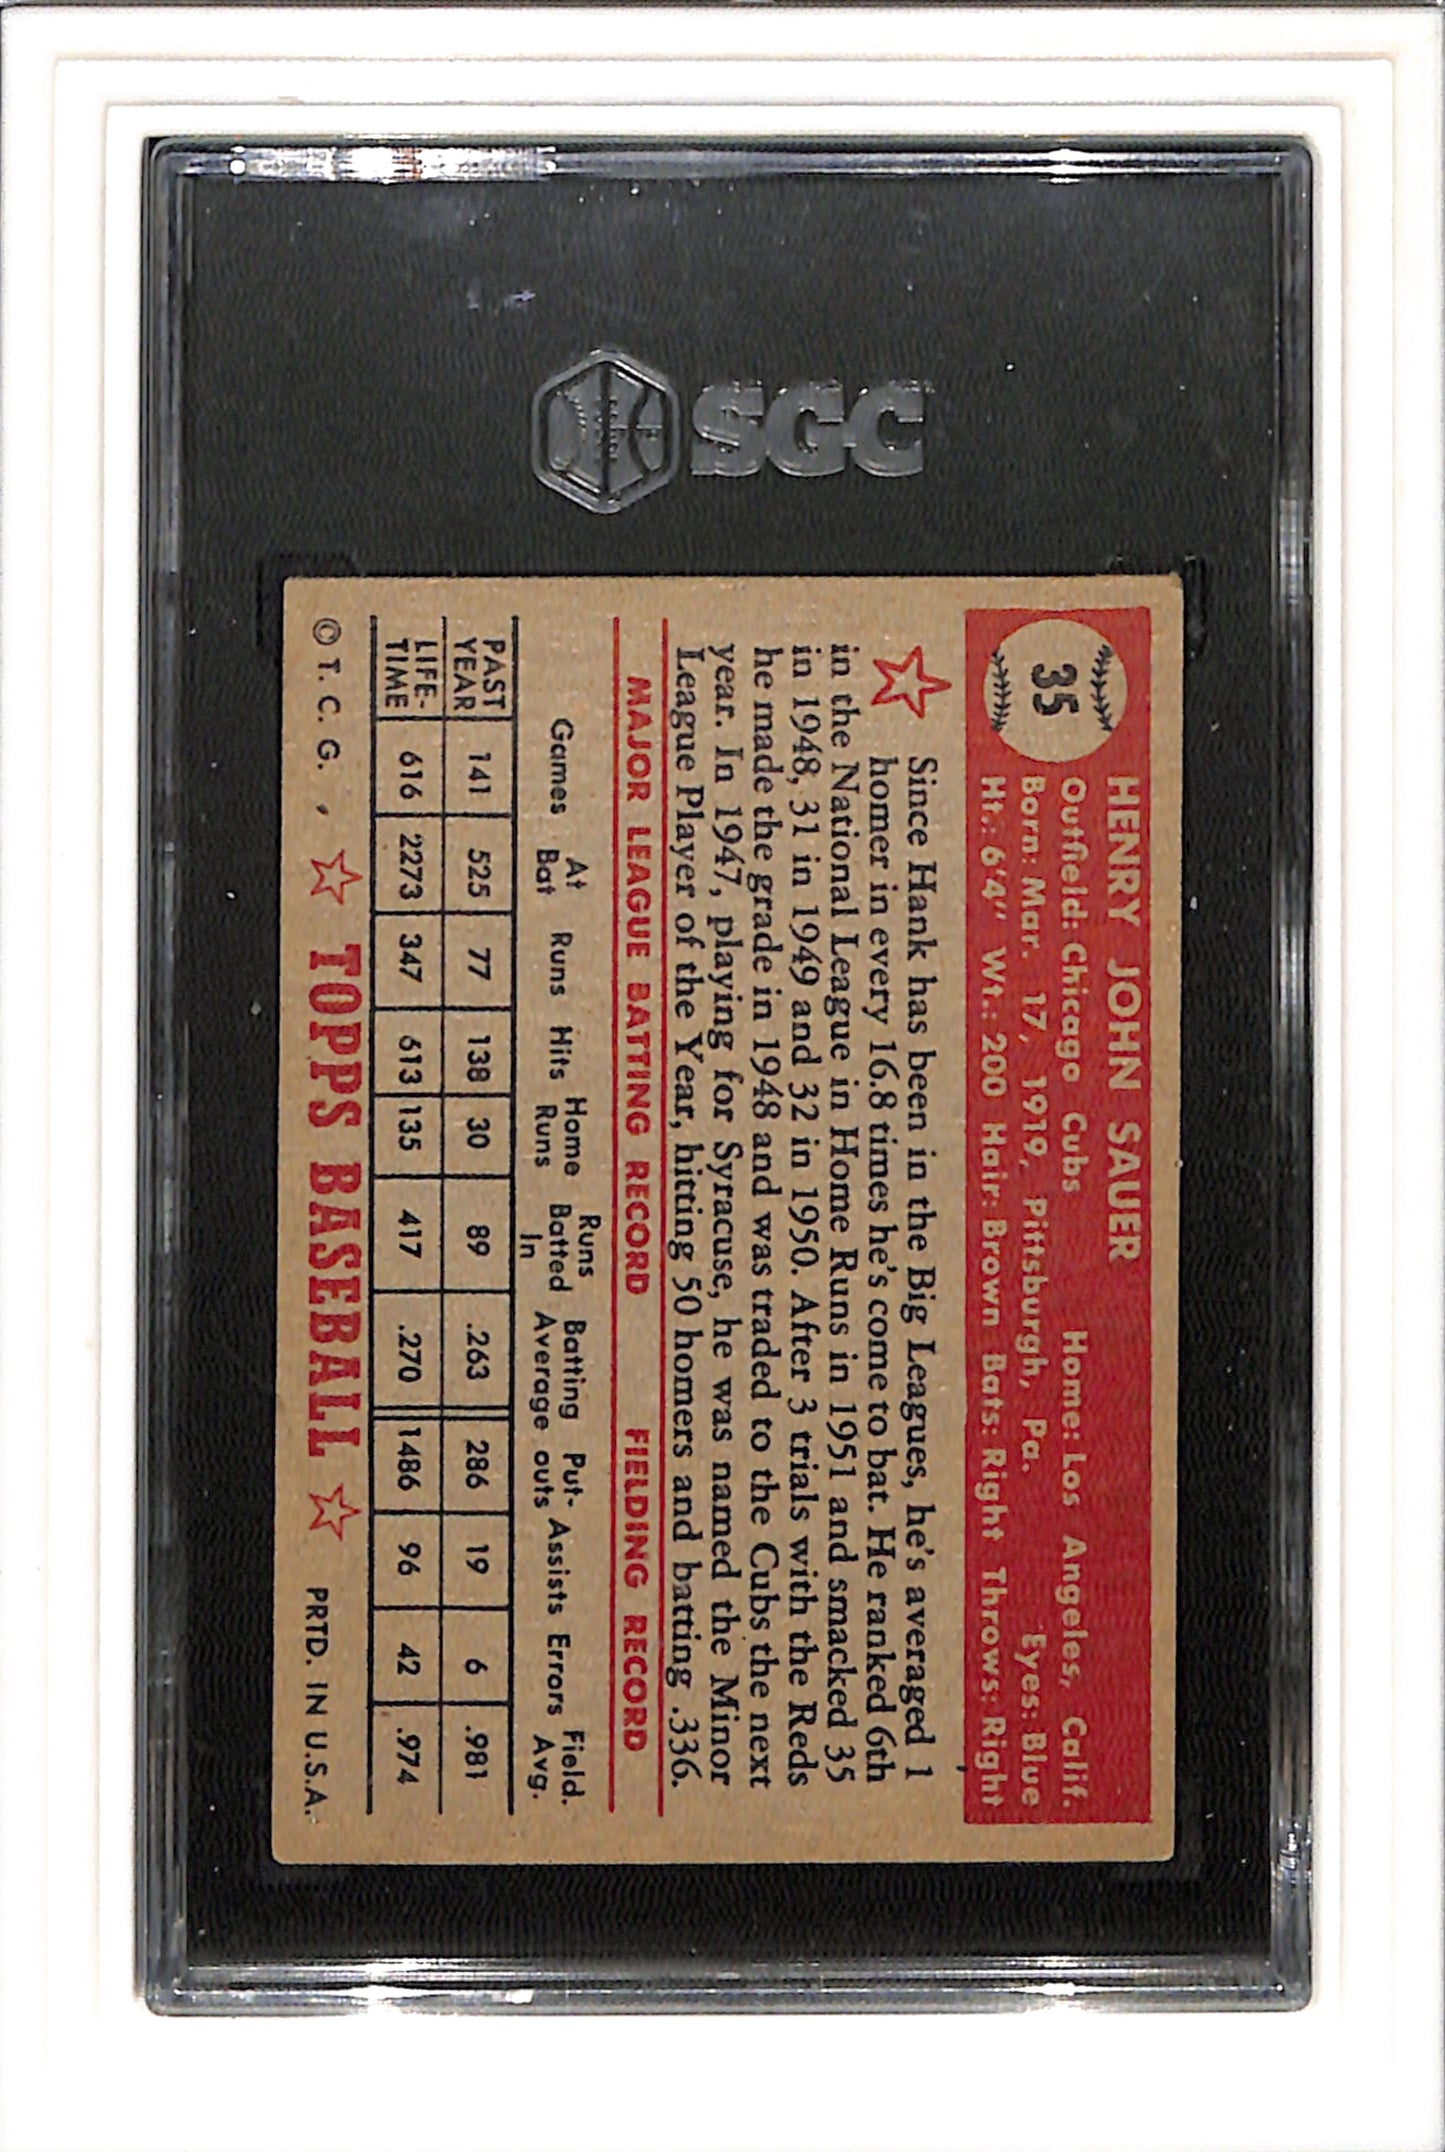 SGC
35
HENRY JOHN SAUER
Outfield: Chicago Cubs Home: Los Angeles, Calif.
Born: Mar. 17, 1919, Pittsburgh, Pa. Eyes: Blue
Ht.: 6'4" Wt.: 200 Hair: Brown Bats: Right Throws: Right
Since Hank has been in the Big Leagues, he's averaged 1
homer in every 16.8 times he's come to bat. He ranked 6th
in the National League in Home Runs in 1951 and smacked 35
in 1948, 31 in 1949 and 32 in 1950. After 3 trials with the Reds
he made the grade in 1948 and was traded to the Cubs the next
year. In 1947, playing for Syracuse, he was named the Minor
League Player of the Year, hitting 50 homers and batting .336.
MAJOR LEAGUE BATTING RECORD FIELDING RECORD
Games At Bat Runs Hits Home Runs Runs Batted In Batting Average Put-outs Assists Errors Field. Avg.
PAST YEAR 141 525 77 138 30 89 .263 286 19 6 .981
LIFE-TIME 616 2273 347 613 135 417 .270 1486 96 42 .974
© T. C. G. ☆ TOPPS BASEBALL ☆ PRTD. IN U.S.A.